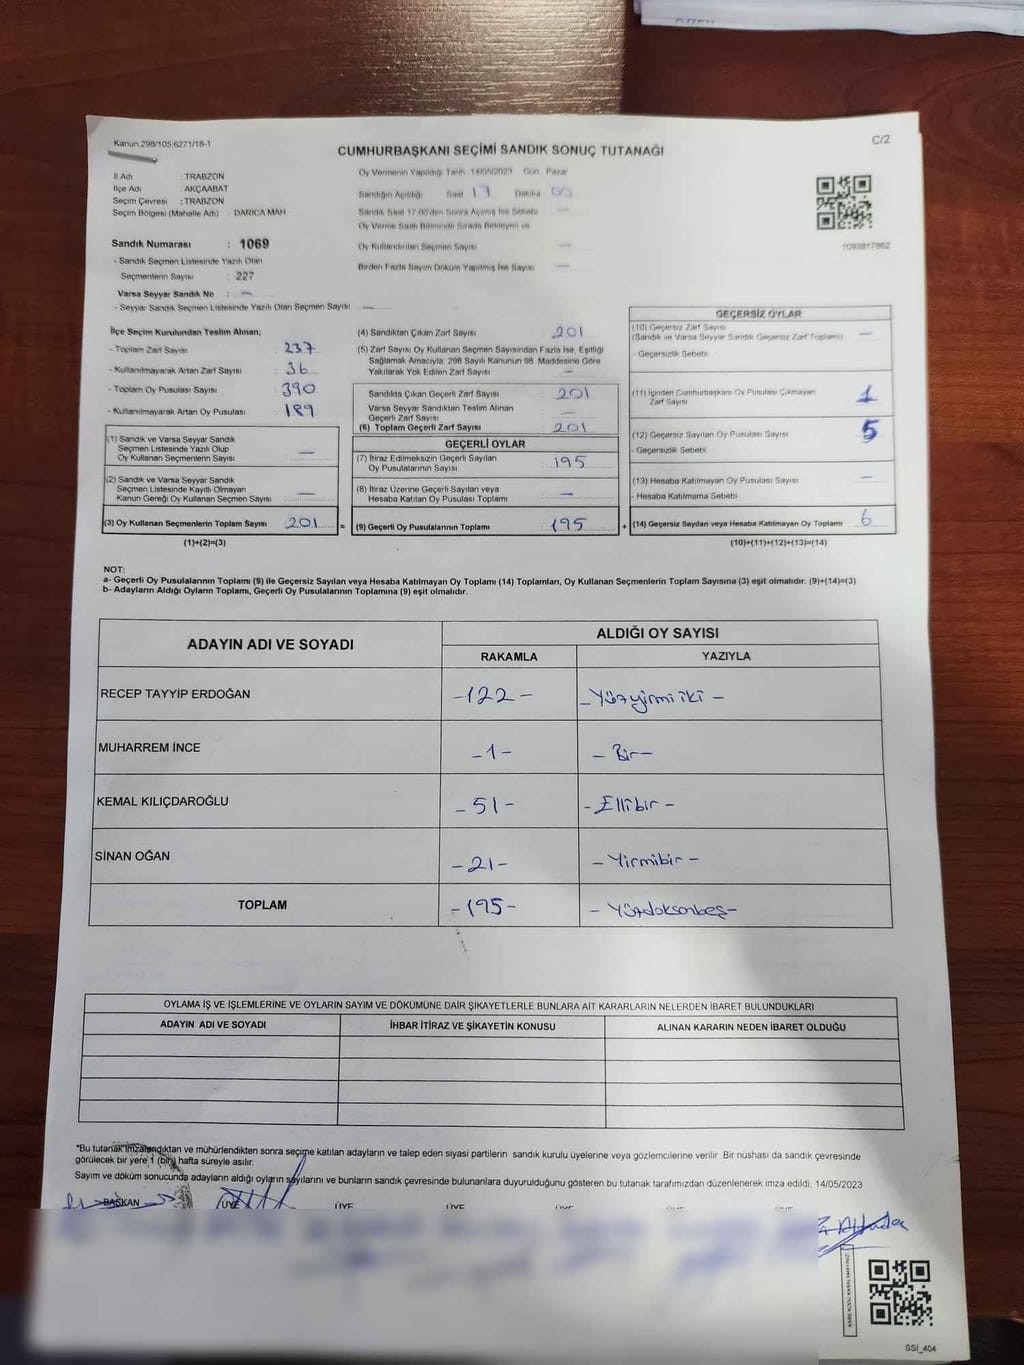 Kanun 298/105,6271/18-1
C/2
CUMHURBAŞKANI SEÇİMİ SANDIK SONUÇ TUTANAĞI
İl Adı : TRABZON
İlçe Adı : AKÇAABAT
Seçim Çevresi : TRABZON
Seçim Bölgesi (Mahalle Adı) : DARICA MAH
Oy Vermenin Yapıldığı Tarih 14/05/2023 Gün Pazar
Sandığın Açıldığı Saat 17 Dakika 00
Sandık Saat 17.00'den Sonra Açılmış İse Sebebi —
Oy Verme Saati Bitiminde Sırada Bekleyen ve
Oy Kullandırılan Seçmen Sayısı —
Birden Fazla Sayım Döküm Yapılmış İse Sayısı —
1093817862
Sandık Numarası : 1069
- Sandık Seçmen Listesinde Yazılı Olan
Seçmenlerin Sayısı : 227
Varsa Seyyar Sandık No : —
- Seyyar Sandık Seçmen Listesinde Yazılı Olan Seçmen Sayısı : —
İlçe Seçim Kurulundan Teslim Alınan;
- Toplam Zarf Sayısı : 237
- Kullanılmayarak Artan Zarf Sayısı : 36
- Toplam Oy Pusulası Sayısı : 390
- Kullanılmayarak Artan Oy Pusulası : 189
(1) Sandık ve Varsa Seyyar Sandık
Seçmen Listesinde Yazılı Olup
Oy Kullanan Seçmenlerin Sayısı —
(2) Sandık ve Varsa Seyyar Sandık
Seçmen Listesinde Kayıtlı Olmayan
Kanun Gereği Oy Kullanan Seçmen Sayısı —
(3) Oy Kullanan Seçmenlerin Toplam Sayısı 201 =
(1)+(2)=(3)
(4) Sandıktan Çıkan Zarf Sayısı 201
(5) Zarf Sayısı Oy Kullanan Seçmen Sayısından Fazla İse, Eşitliği
Sağlamak Amacıyla; 298 Sayılı Kanunun 98. Maddesine Göre
Yakılarak Yok Edilen Zarf Sayısı —
Sandıkta Çıkan Geçerli Zarf Sayısı 201
Varsa Seyyar Sandıktan Teslim Alınan
Geçerli Zarf Sayısı —
(6) Toplam Geçerli Zarf Sayısı 201
GEÇERLİ OYLAR
(7) İtiraz Edilmeksizin Geçerli Sayılan
Oy Pusulalarının Sayısı 195
(8) İtiraz Üzerine Geçerli Sayılan veya
Hesaba Katılan Oy Pusulası Toplamı —
(9) Geçerli Oy Pusulalarının Toplamı 195 +
GEÇERSİZ OYLAR
(10) Geçersiz Zarf Sayısı
(Sandık ve Varsa Seyyar Sandık Geçersiz Zarf Toplamı) —
- Geçersizlik Sebebi
(11) İçinden Cumhurbaşkanı Oy Pusulası Çıkmayan
Zarf Sayısı 1
(12) Geçersiz Sayılan Oy Pusulası Sayısı 5
- Geçersizlik Sebebi
(13) Hesaba Katılmayan Oy Pusulası Sayısı —
- Hesaba Katılmama Sebebi
(14) Geçersiz Sayılan veya Hesaba Katılmayan Oy Toplamı 6
(10)+(11)+(12)+(13)=(14)
NOT:
a- Geçerli Oy Pusulalarının Toplamı (9) ile Geçersiz Sayılan veya Hesaba Katılmayan Oy Toplamı (14) Toplamları, Oy Kullanan Seçmenlerin Toplam Sayısına (3) eşit olmalıdır. (9)+(14)=(3)
b- Adayların Aldığı Oyların Toplamı, Geçerli Oy Pusulalarının Toplamına (9) eşit olmalıdır.
ADAYIN ADI VE SOYADI
ALDIĞI OY SAYISI
RAKAMLA YAZIYLA
RECEP TAYYİP ERDOĞAN -122- -Yüzyirmiiki-
MUHARREM İNCE -1- -Bir-
KEMAL KILIÇDAROĞLU -51- -Ellibir-
SİNAN OĞAN -21- -Yirmibir-
TOPLAM -195- -Yüzdoksanbeş-
OYLAMA İŞ VE İŞLEMLERİNE VE OYLARIN SAYIM VE DÖKÜMÜNE DAİR ŞİKAYETLERLE BUNLARA AİT KARARLARIN NELERDEN İBARET BULUNDUKLARI
ADAYIN ADI VE SOYADI İHBAR İTİRAZ VE ŞİKAYETİN KONUSU ALINAN KARARIN NEDEN İBARET OLDUĞU
*Bu tutanak imzalandıktan ve mühürlendikten sonra seçime katılan adayların ve talep eden siyasi partilerin sandık kurulu üyelerine veya gözlemcilerine verilir. Bir nüshası da sandık çevresinde
görülecek bir yere 1 (bir) hafta süreyle asılır.
Sayım ve döküm sonucunda adayların aldığı oyların sayılarını ve bunların sandık çevresinde bulunanlara duyurulduğunu gösteren bu tutanak tarafımızdan düzenlenerek imza edildi. 14/05/2023
BAŞKAN ÜYE ÜYE ÜYE ÜYE ÜYE
SSI_404